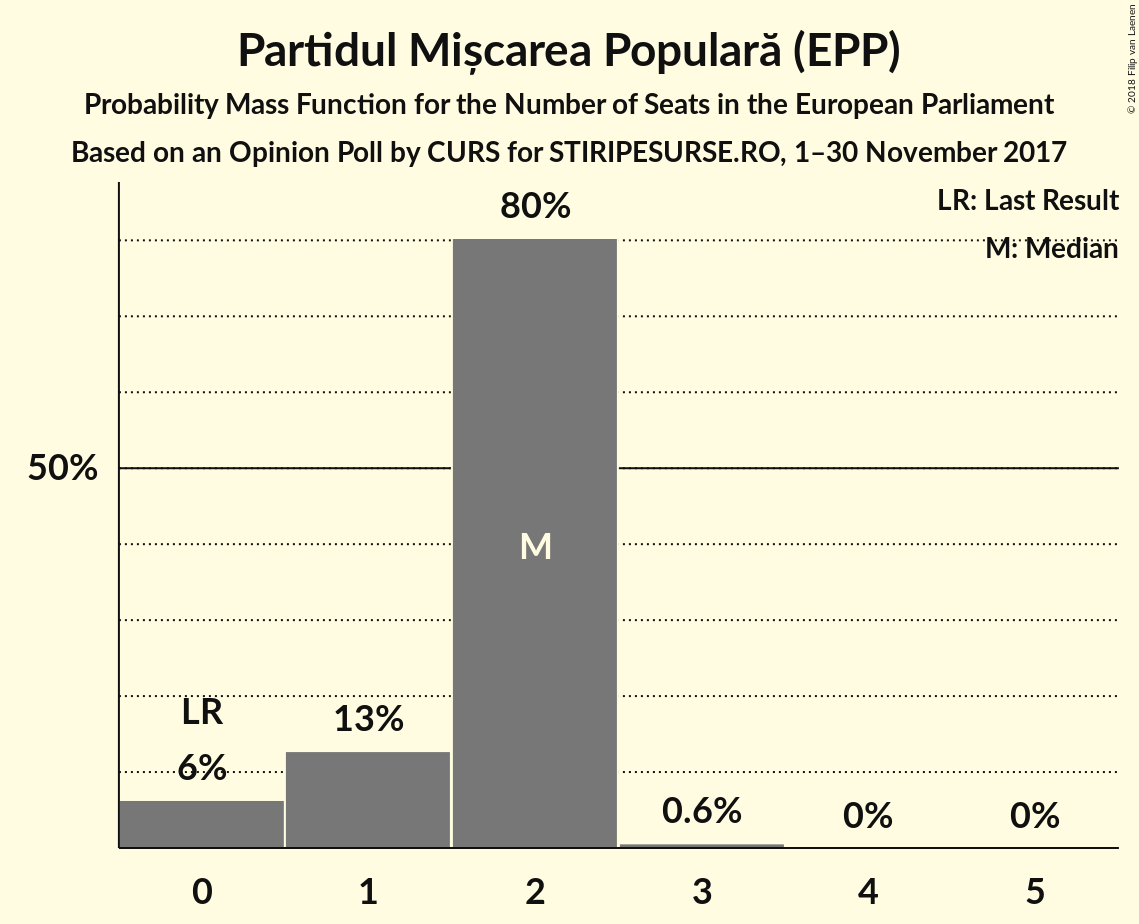 Partidul Mișcarea Populară (EPP)
Probability Mass Function for the Number of Seats in the European Parliament
Based on an Opinion Poll by CURS for STIRIPESURSE.RO, 1–30 November 2017
© 2018 Filip van Laenen
LR: Last Result
M: Median
80%
50%
M
LR
6%
13%
0.6%
0%
0%
0 1 2 3 4 5